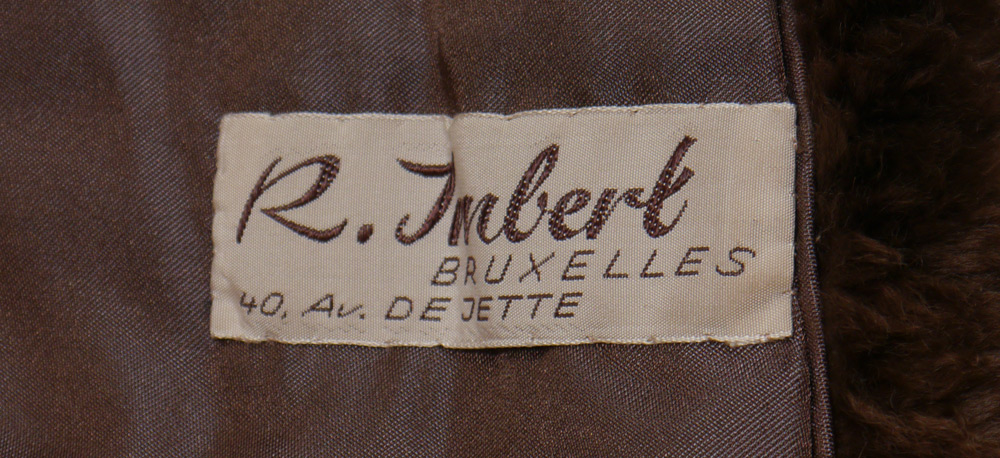 R. Imbert
BRUXELLES
40, Av. DE JETTE